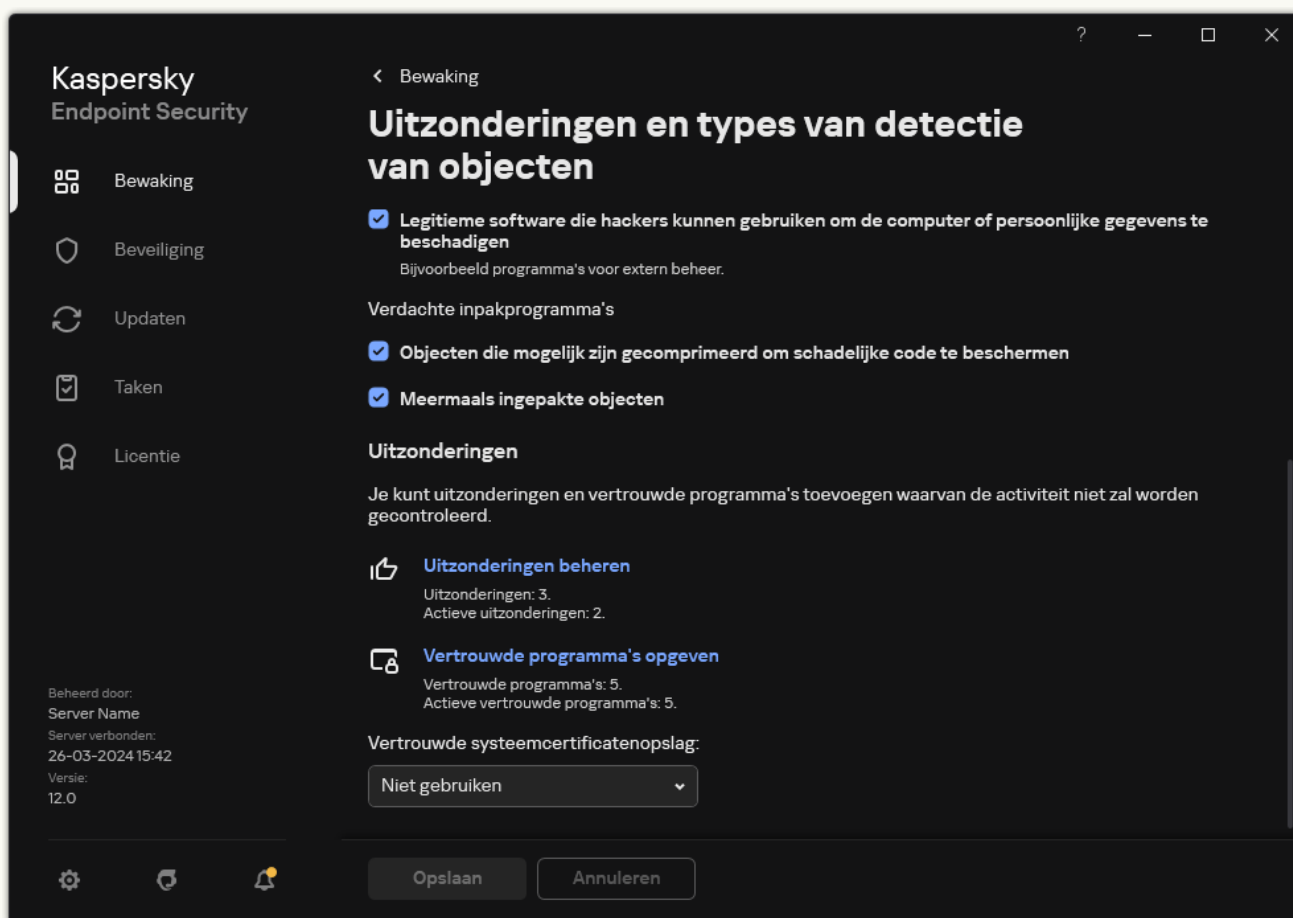 ?
Kaspersky
Endpoint Security
Bewaking
Beveiliging
Updaten
Taken
Licentie
Beheerd door:
Server Name
Server verbonden:
26-03-2024 15:42
Versie:
12.0
Bewaking
Uitzonderingen en types van detectie
van objecten
Legitieme software die hackers kunnen gebruiken om de computer of persoonlijke gegevens te
beschadigen
Bijvoorbeeld programma's voor extern beheer.
Verdachte inpakprogramma's
Objecten die mogelijk zijn gecomprimeerd om schadelijke code te beschermen
Meermaals ingepakte objecten
Uitzonderingen
Je kunt uitzonderingen en vertrouwde programma's toevoegen waarvan de activiteit niet zal worden
gecontroleerd.
Uitzonderingen beheren
Uitzonderingen: 3.
Actieve uitzonderingen: 2.
Vertrouwde programma's opgeven
Vertrouwde programma's: 5.
Actieve vertrouwde programma's: 5.
Vertrouwde systeemcertificatenopslag:
Niet gebruiken
Opslaan
Annuleren